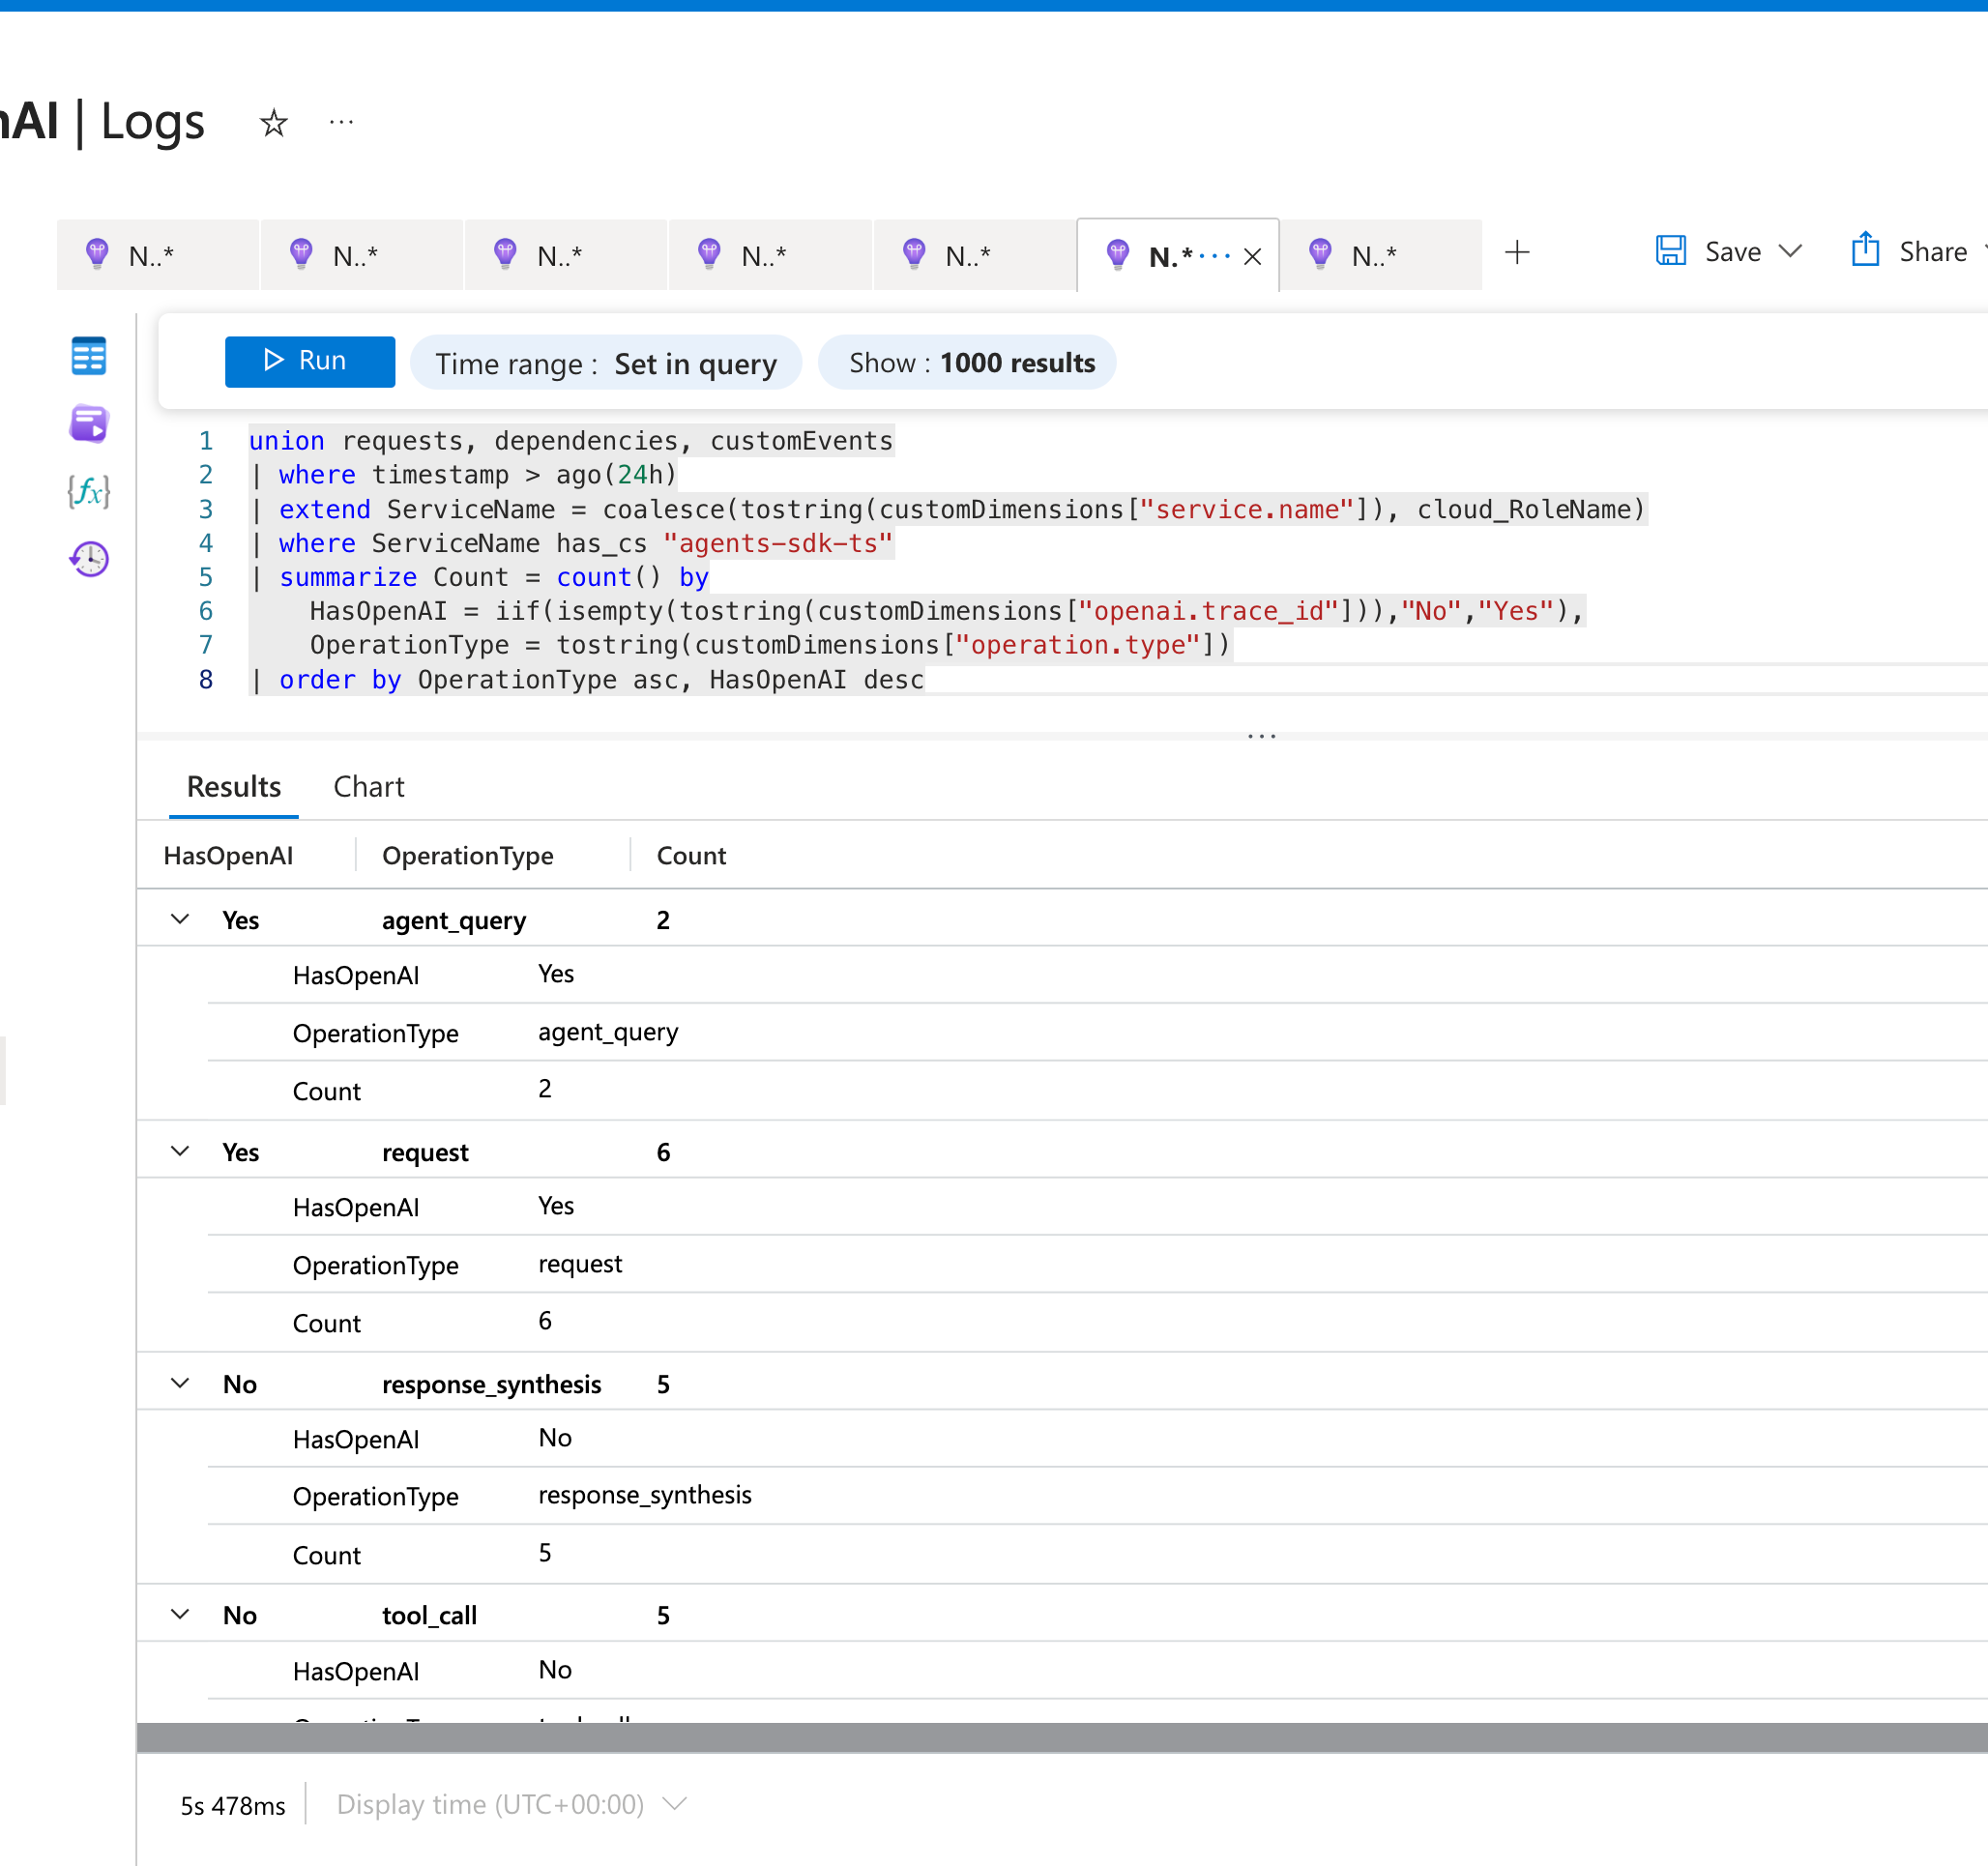 nAI | Logs
N..*
N..*
N..*
N..*
N..*
N.*
N..*
Save
Share
Run
Time range : Set in query
Show : 1000 results
1 union requests, dependencies, customEvents
2 | where timestamp > ago(24h)
3 | extend ServiceName = coalesce(tostring(customDimensions["service.name"]), cloud_RoleName)
4 | where ServiceName has_cs "agents-sdk-ts"
5 | summarize Count = count() by
6     HasOpenAI = iif(isempty(tostring(customDimensions["openai.trace_id"])),"No","Yes"),
7     OperationType = tostring(customDimensions["operation.type"])
8 | order by OperationType asc, HasOpenAI desc
Results Chart
HasOpenAI OperationType Count
Yes agent_query 2
HasOpenAI Yes
OperationType agent_query
Count 2
Yes request 6
HasOpenAI Yes
OperationType request
Count 6
No response_synthesis 5
HasOpenAI No
OperationType response_synthesis
Count 5
No tool_call 5
HasOpenAI No
5s 478ms
Display time (UTC+00:00)